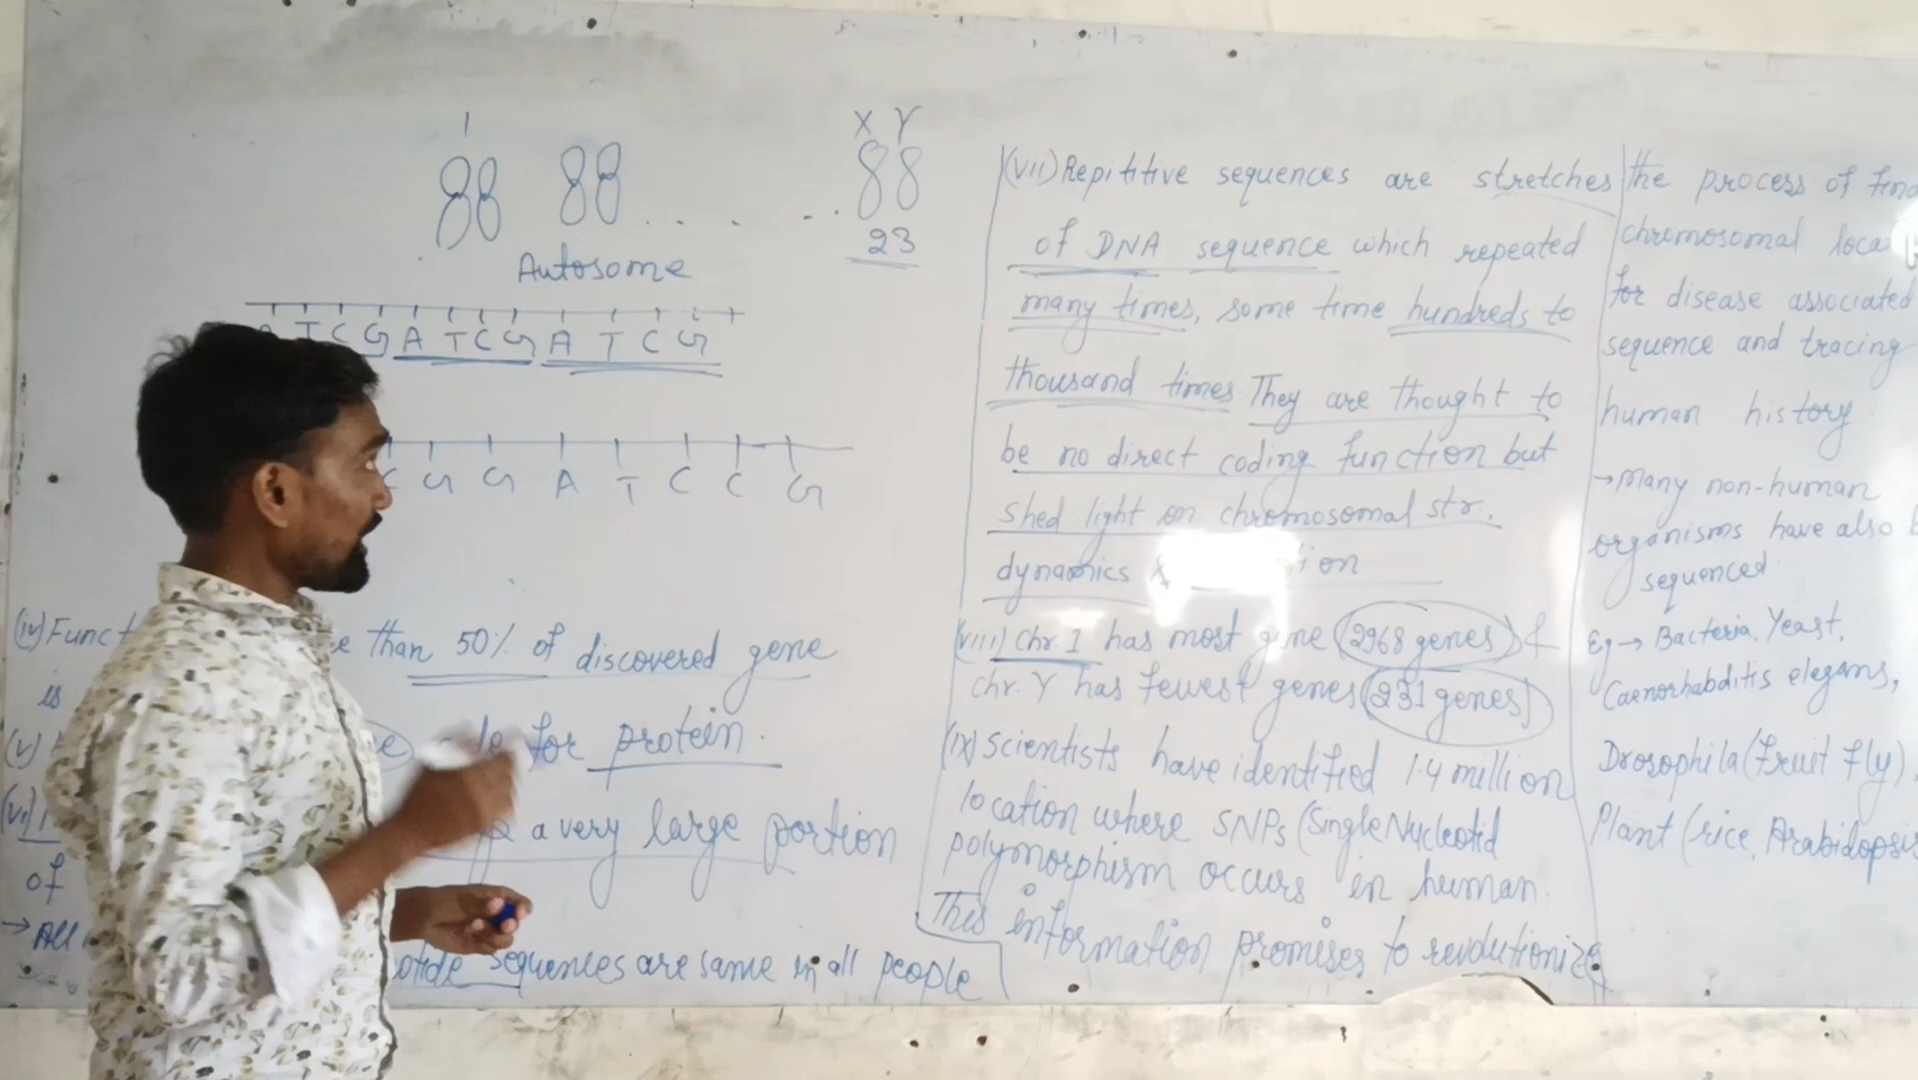 1
X Y
23
Autosome
T C G A T C G A T C G
G G A T C C G
(iv) Funct
than 50% of discovered gene
is
(v)
for protein.
(vi)
a very large portion
of
→ All
otide sequences are same in all people
(vii) Repititive sequences are stretches
of DNA sequence which repeated
many times, some time hundreds to
thousand times They are thought to
be no direct coding function but
shed light on chromosomal str.
dynamics &
(viii) Chr. 1 has most gene (2968 genes) &
chr. Y has fewest genes (231 genes)
(ix) Scientists have identified 1.4 million
location where SNPs (Single Nucleotid
polymorphism occurs in human.
This information promises to revolutionize
the process of
chromosomal loca
for disease associated
sequence and tracing
human history
→ Many non-human
organisms have also
sequenced
Eg → Bacteria, Yeast,
Caenorhabditis elegans,
Drosophila (Fruit fly),
Plant (rice, Arabidopsis